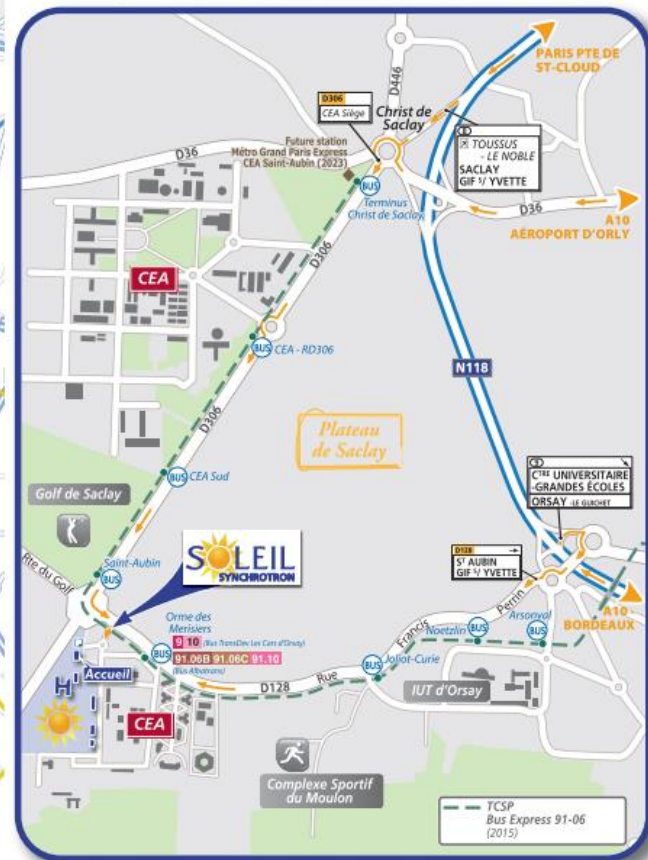 PARIS PTE DE
ST-CLOUD
D446
D306
CEA Siège
Christ de
Saclay
TOUSSUS
- LE NOBLE
SACLAY
GIF S/ YVETTE
D36
Future station
Métro Grand Paris Express
CEA Saint-Aubin (2023)
BUS
Terminus
Christ de Saclay
D36
A10
AÉROPORT D'ORLY
D306
CEA
BUS
CEA - RD306
N118
D306
Plateau
de Saclay
BUS
CEA Sud
Golf de Saclay
9
CTRE UNIVERSITAIRE
-GRANDES ÉCOLES
ORSAY -LE GUICHET
D128
ST AUBIN
GIF S/ YVETTE
Rte du Golf
Saint-Aubin
BUS
SOLEIL
SYNCHROTRON
A10 -
BORDEAUX
Orme des
Merisiers
BUS
9 10 (Bus TransDev Les Cars d'Orsay)
91.06B 91.06C 91.10
(Bus Albatrans)
Accueil
CEA
D128
Rue
Francis
Perrin
BUS
Joliot-Curie
Noetzlin
BUS
Arsonval
BUS
IUT d'Orsay
Complexe Sportif
du Moulon
TCSP
Bus Express 91-06
(2015)